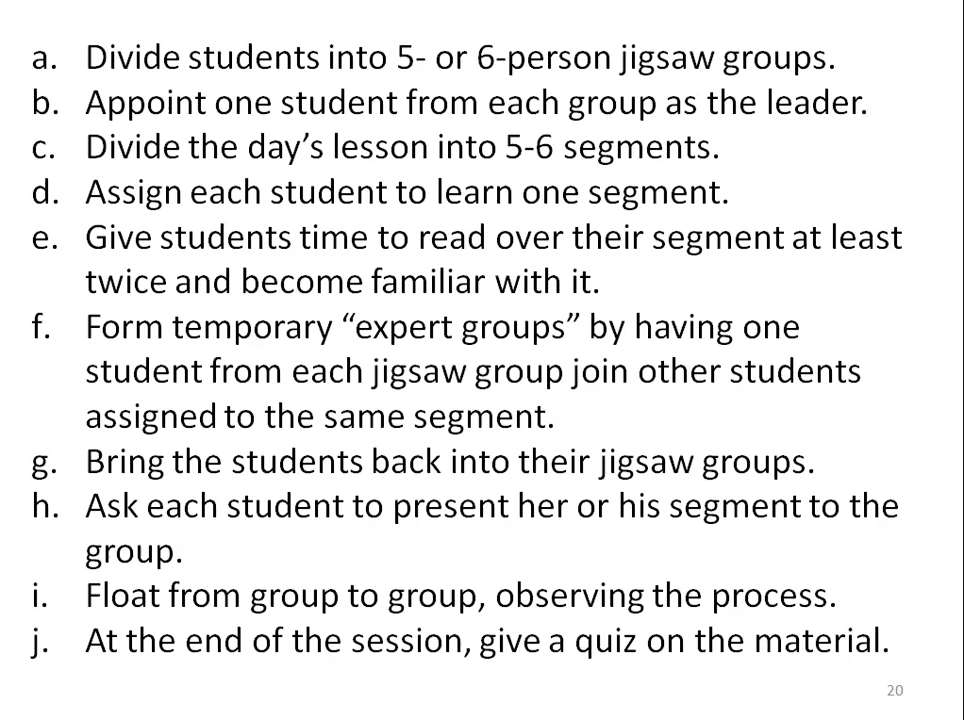 a. Divide students into 5- or 6-person jigsaw groups.
b. Appoint one student from each group as the leader.
c. Divide the day’s lesson into 5-6 segments.
d. Assign each student to learn one segment.
e. Give students time to read over their segment at least
twice and become familiar with it.
f. Form temporary “expert groups” by having one
student from each jigsaw group join other students
assigned to the same segment.
g. Bring the students back into their jigsaw groups.
h. Ask each student to present her or his segment to the
group.
i. Float from group to group, observing the process.
j. At the end of the session, give a quiz on the material.
20